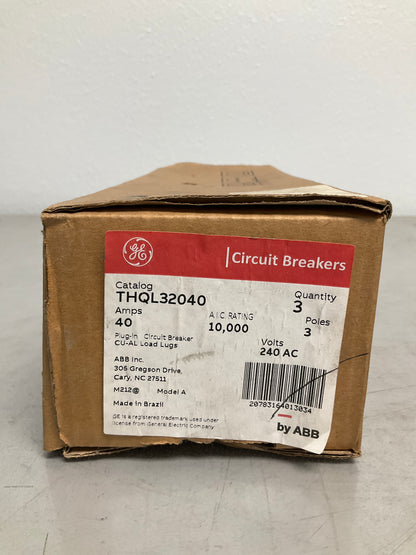 GE
Circuit Breakers
Catalog
THQL32040
Quantity
3
Amps
40
A.I.C. RATING
10,000
Poles
3
Plug-in Circuit Breaker
CU-AL Load Lugs
Volts
240 AC
ABB Inc.
305 Gregson Drive,
Cary, NC 27511
M212@ Model A
Made in Brazil
20783164013034
GE is a registered trademark used under
license from General Electric Company
by ABB